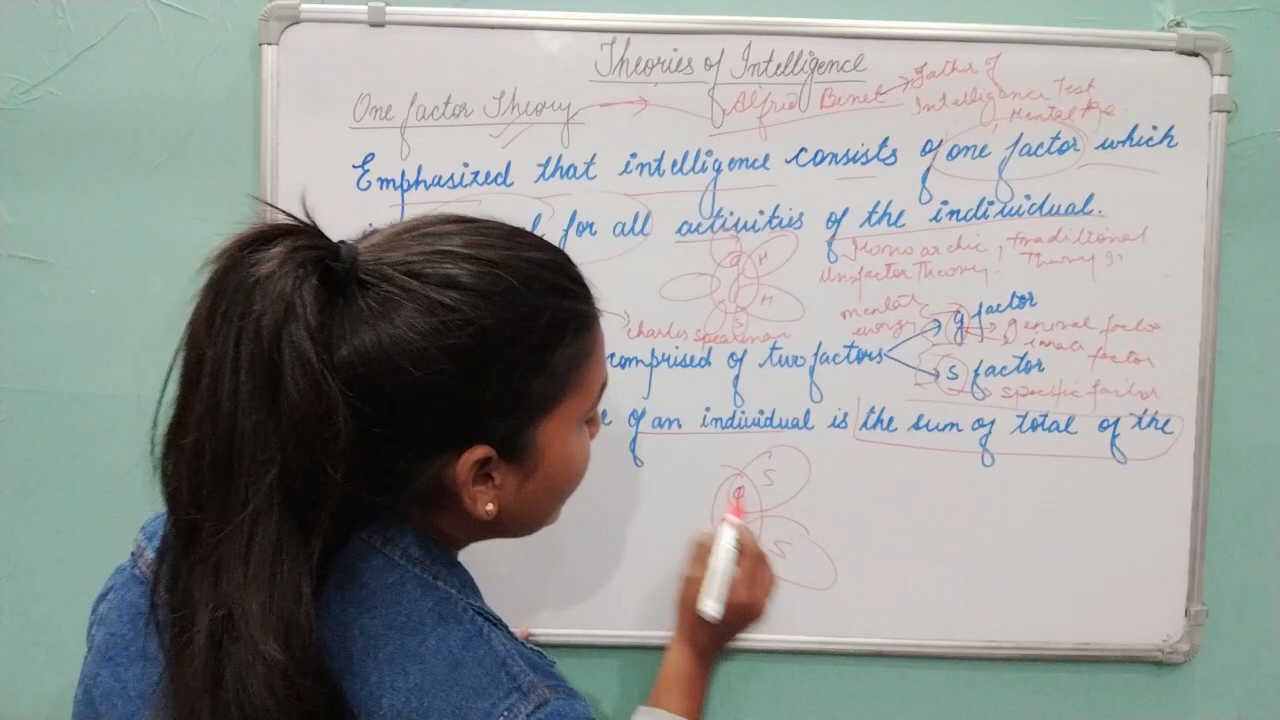 Theories of Intelligence
One factor Theory → Alfred Benet → Father of
Intelligence Test
Mental Age.
Emphasized that intelligence consists of 'one' factor which
for all activities of the individual.
Monoarchic, traditional
Unifactor Theory. Theory
G H
H
S
Charles Spearman
mental
energy
g factor
general factor
innate factor
comprised of two factors
s factor
specific factor
of an individual is the sum of total of the
S
G
S